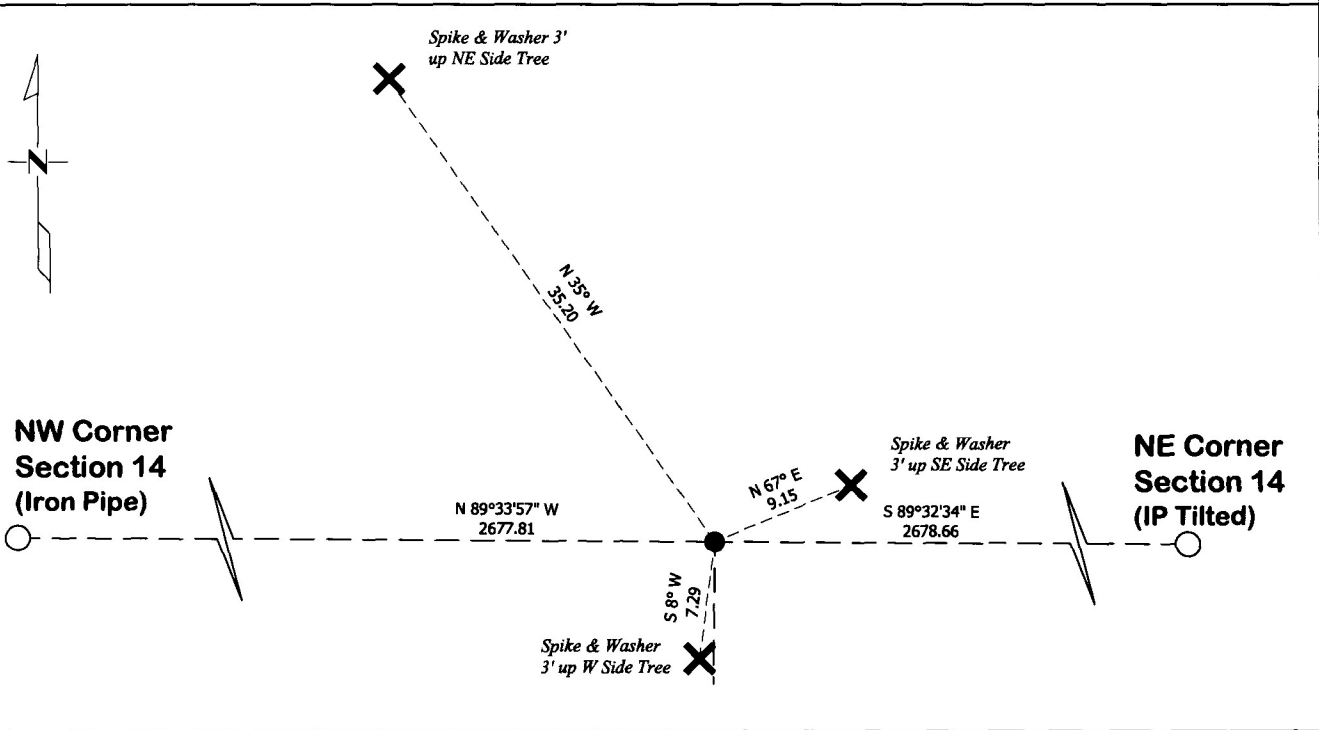 Spike & Washer 3'
up NE Side Tree
N
N 35° W
35.20
NW Corner
Section 14
(Iron Pipe)
N 89°33'57" W
2677.81
N 67° E
9.15
Spike & Washer
3' up SE Side Tree
S 89°32'34" E
2678.66
NE Corner
Section 14
(IP Tilted)
S 8° W
7.29
Spike & Washer
3' up W Side Tree